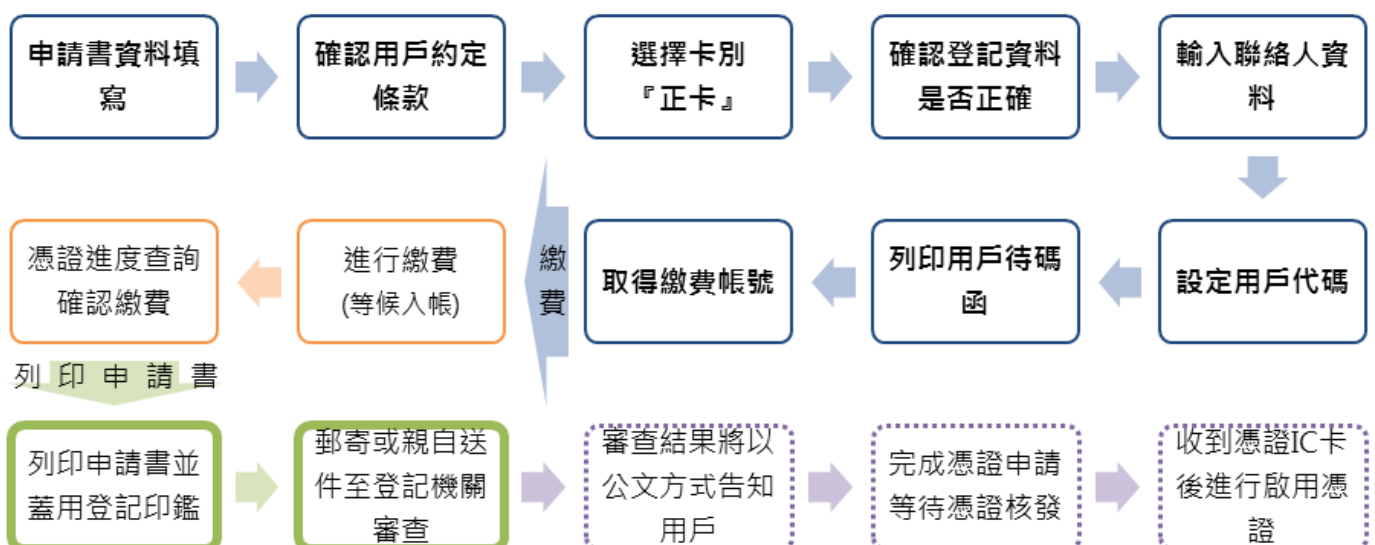 申請書資料填
寫
確認用戶約定
條款
選擇卡別
『正卡』
確認登記資料
是否正確
輸入聯絡人資
料
設定用戶代碼
列印用戶待碼
函
取得繳費帳號
繳
費
進行繳費
(等候入帳)
憑證進度查詢
確認繳費
列印申請書
列印申請書並
蓋用登記印鑑
郵寄或親自送
件至登記機關
審查
審查結果將以
公文方式告知
用戶
完成憑證申請
等待憑證核發
收到憑證IC卡
後進行啟用憑
證